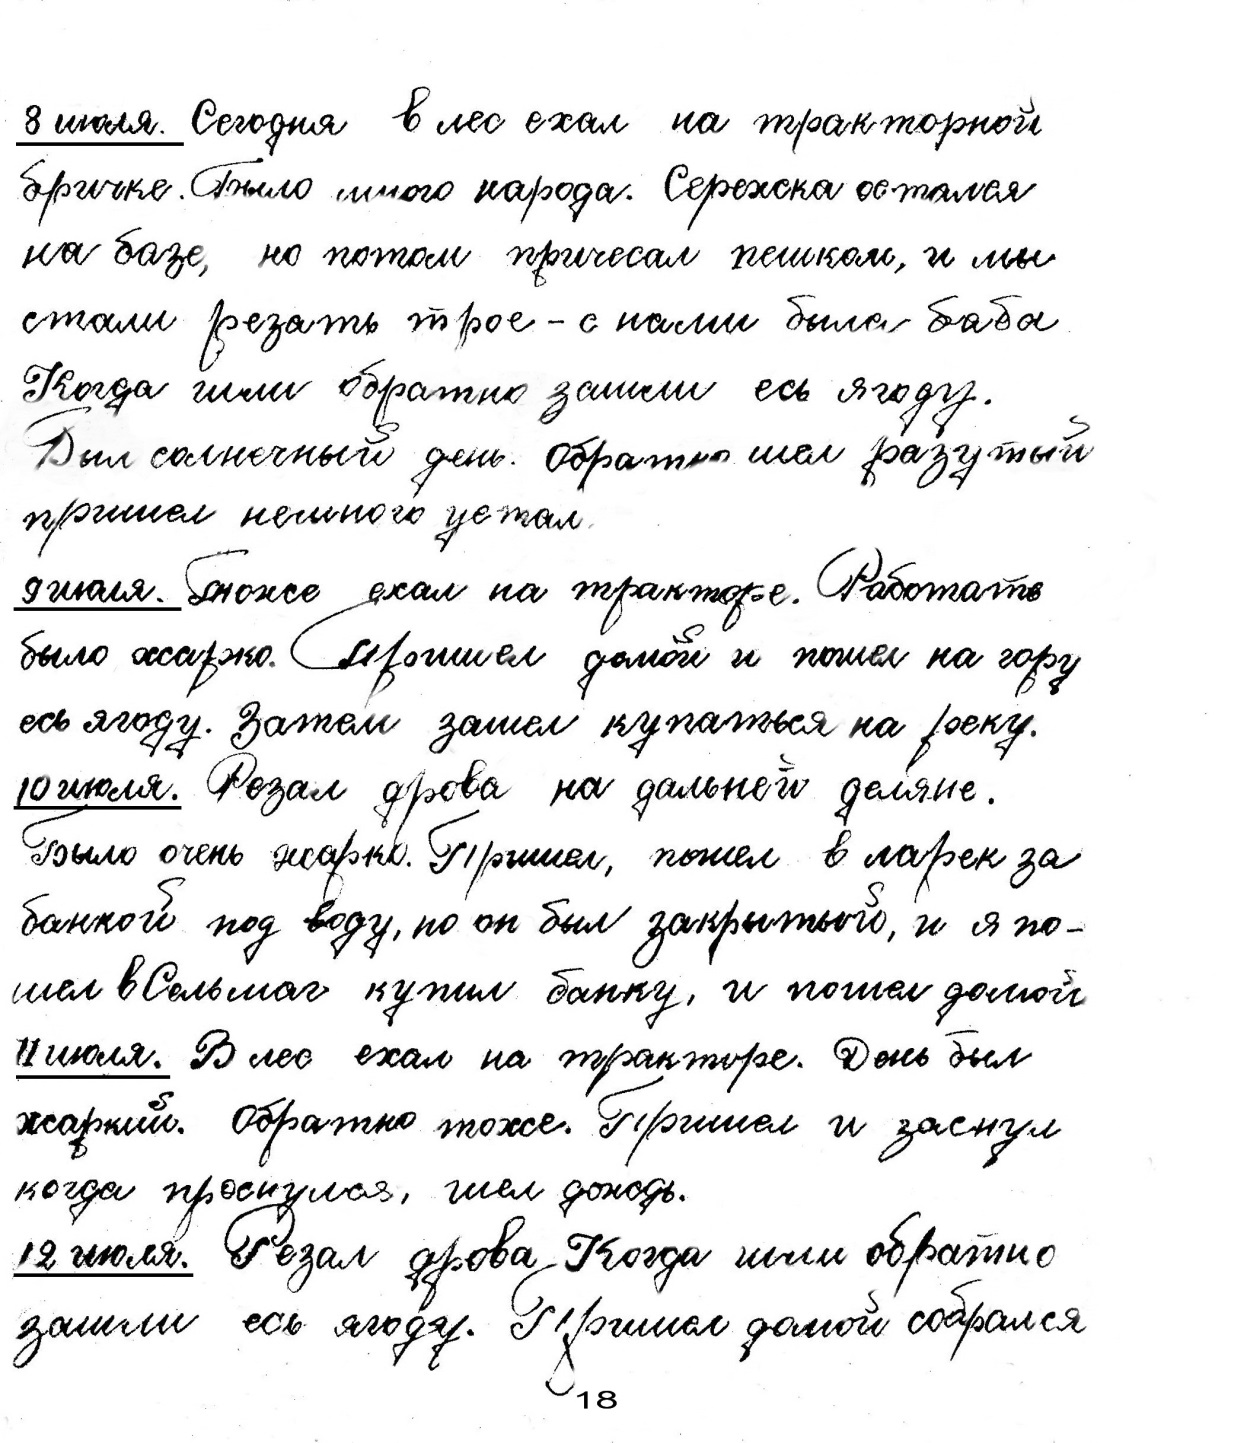 8 июля. Сегодня в лес ехал на тракторной
бричке. Было много народа. Сережка остался
на базе, но потом причесал пешком, и мы
стали резать трое - с нами была баба
Когда шли обратно зашли есь ягоду.
Был солнечный день. Обратно шел разутый
пришел немного устал.
9 июля. Тоже ехал на тракторе. Работать
было жарко. Пришел домой и пошел на гору
есь ягоду. Затем зашел купаться на реку.
10 июля. Резал дрова на дальней деляне.
Было очень жарко. Пришел, пошел в ларек за
банкой под воду, но он был закрытый, и я по-
шел в Сельмаг купил банку, и пошел домой
11 июля. В лес ехал на тракторе. День был
жаркий. Обратно тоже. Пришел и заснул
когда проснулся, шел дождь.
12 июля. Резал дрова Когда шли обратно
зашли есь ягоду. Пришел домой собрался
18